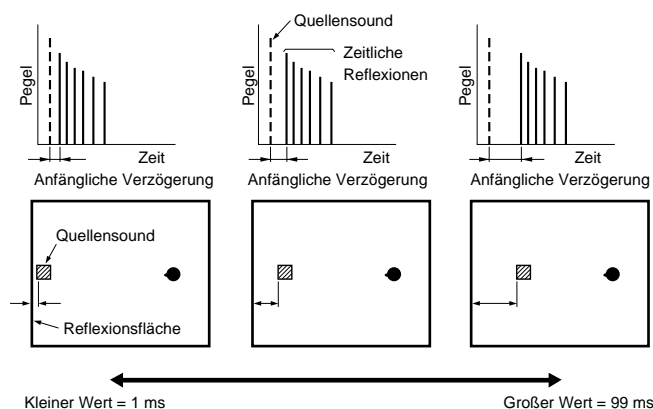 Quellensound
Zeitliche
Reflexionen
Pegel
Pegel
Pegel
Zeit
Zeit
Zeit
Anfängliche Verzögerung
Anfängliche Verzögerung
Anfängliche Verzögerung
Quellensound
Reflexionsfläche
Kleiner Wert = 1 ms
Großer Wert = 99 ms